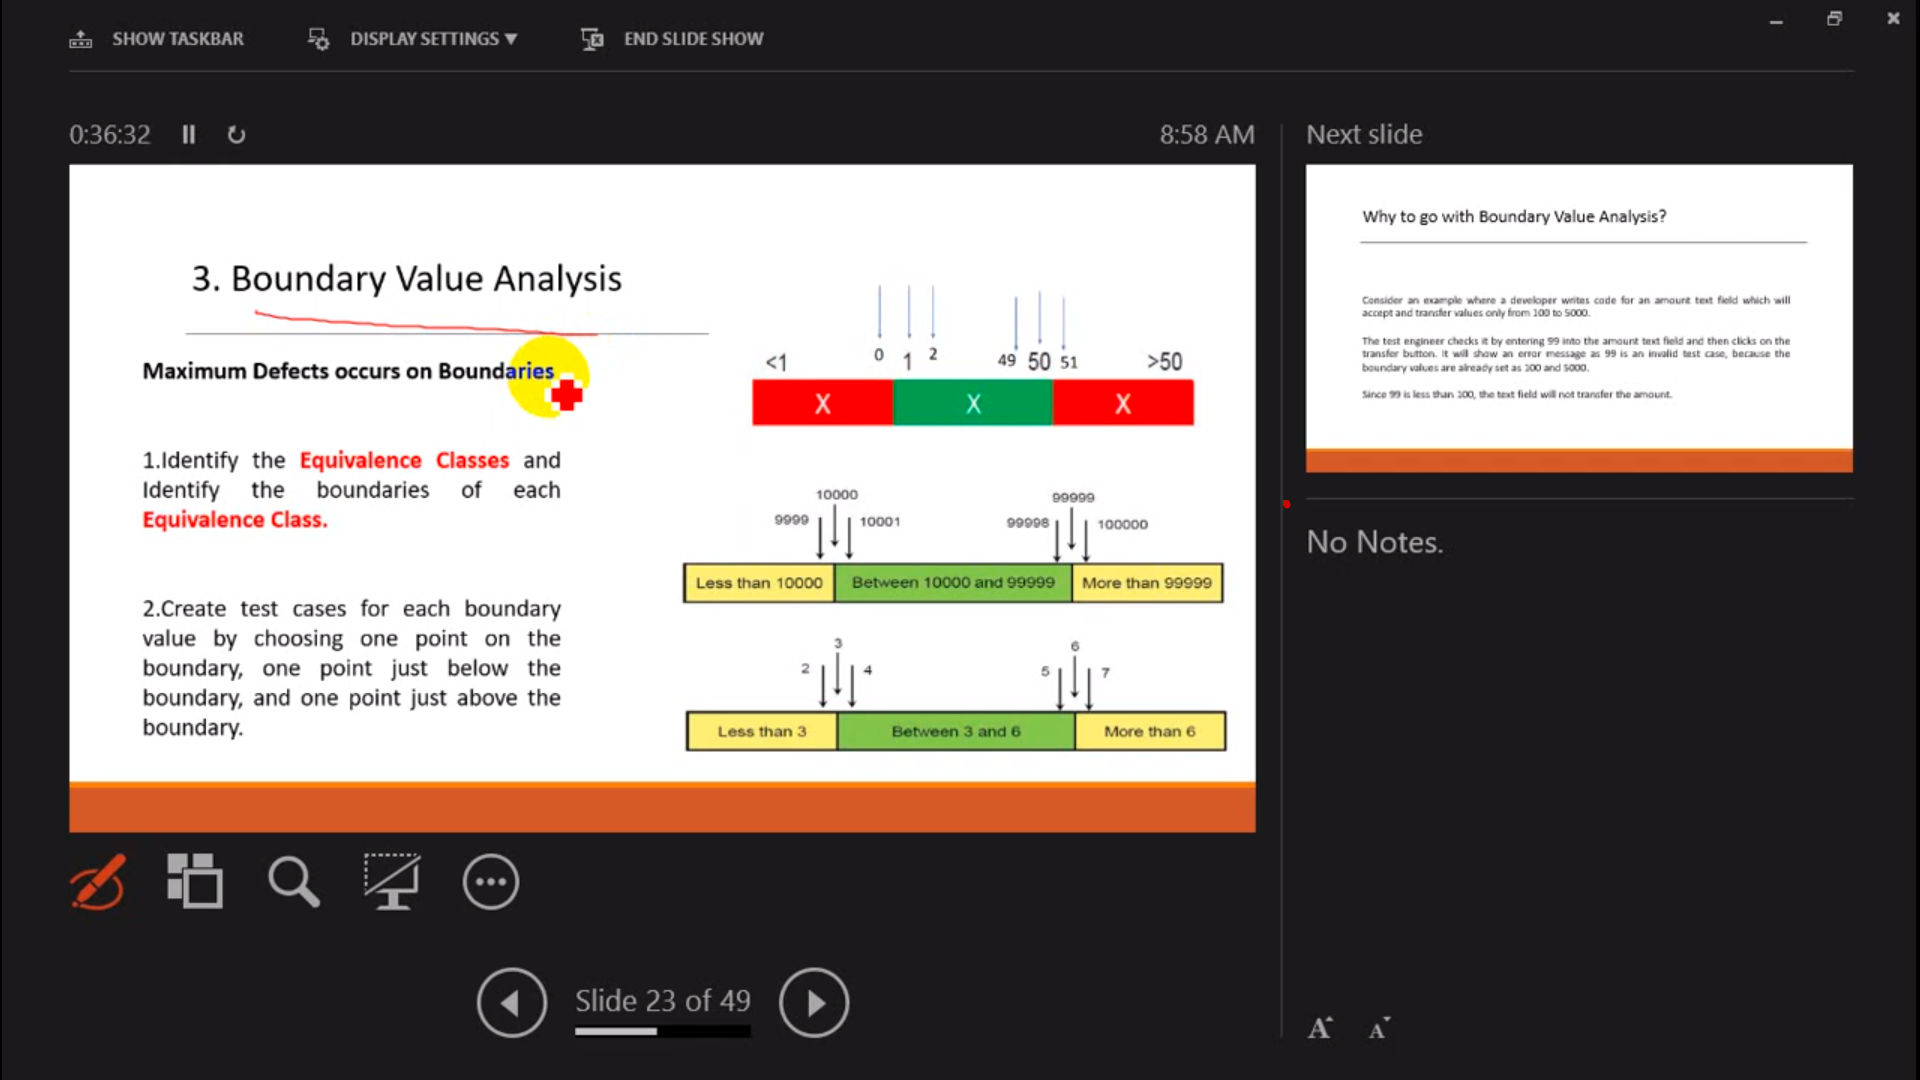 SHOW TASKBAR
DISPLAY SETTINGS ▼
END SLIDE SHOW
0:36:32
8:58 AM
Next slide
3. Boundary Value Analysis
Maximum Defects occurs on Boundaries
1.Identify the Equivalence Classes and
Identify the boundaries of each
Equivalence Class.
2.Create test cases for each boundary
value by choosing one point on the
boundary, one point just below the
boundary, and one point just above the
boundary.
<1 0 1 2 49 50 51 >50
X X X
10000
9999 10001
99999
99998 100000
Less than 10000 Between 10000 and 99999 More than 99999
3
2 4
6
5 7
Less than 3 Between 3 and 6 More than 6
Why to go with Boundary Value Analysis?
Consider an example where a developer writes code for an amount text field which will
accept and transfer values only from 100 to 5000.
The test engineer checks it by entering 99 into the amount text field and then clicks on the
transfer button. It will show an error message as 99 is an invalid test case, because the
boundary values are already set as 100 and 5000.
Since 99 is less than 100, the text field will not transfer the amount.
No Notes.
Slide 23 of 49
A A